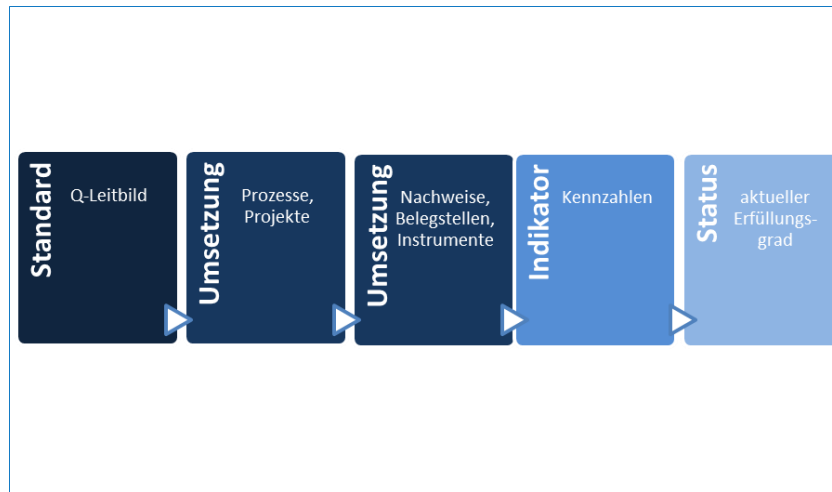 Standard
Q-Leitbild
Umsetzung
Prozesse,
Projekte
Umsetzung
Nachweise,
Belegstellen,
Instrumente
Indikator
Kennzahlen
Status
aktueller
Erfüllungs-
grad